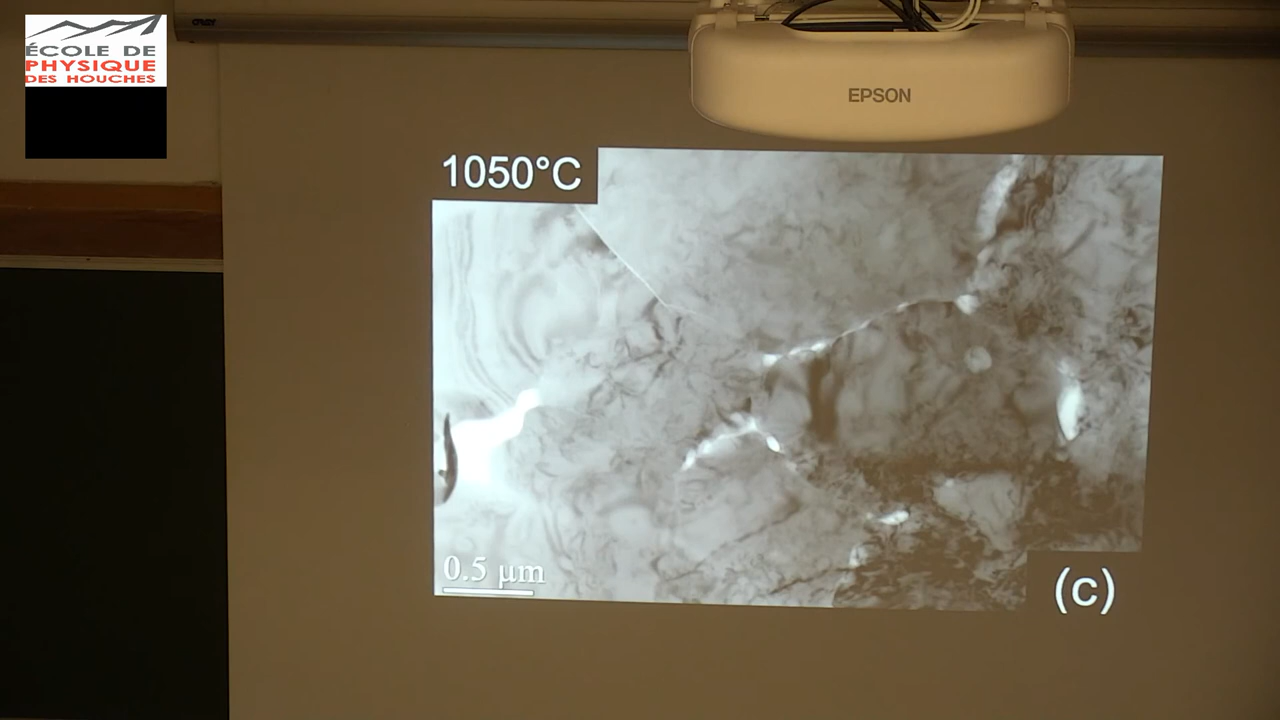 ÉCOLE DE
PHYSIQUE
DES HOUCHES
EPSON
1050°C
0.5 μm
(c)